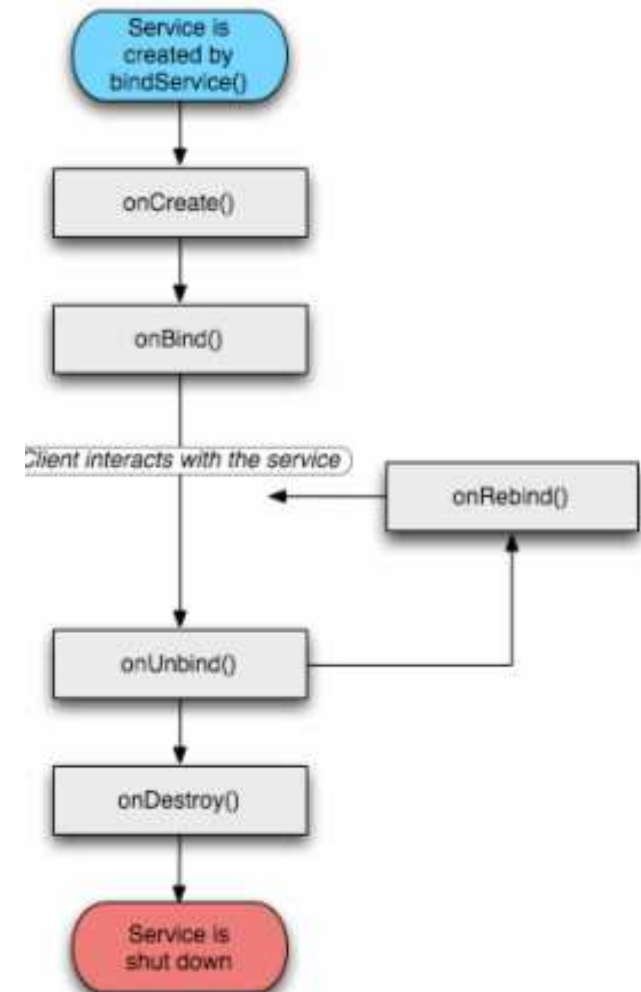 Service is
created by
bindService()
onCreate()
onBind()
Client interacts with the service
onRebind()
onUnbind()
onDestroy()
Service is
shut down